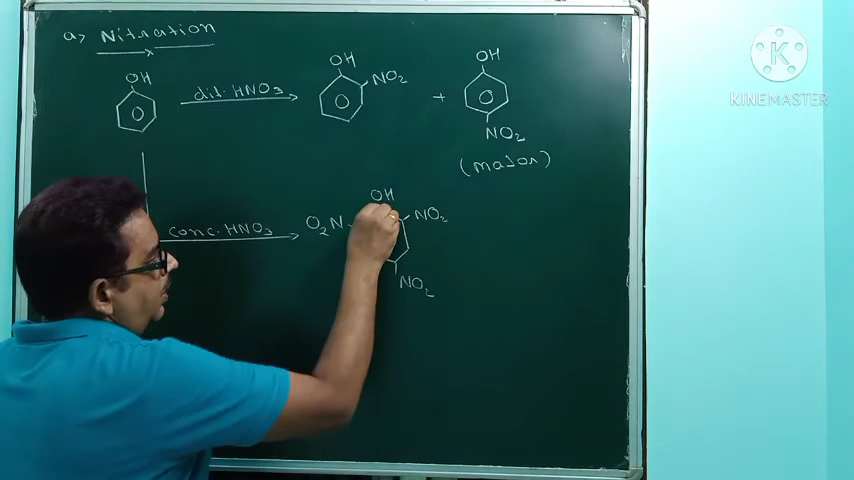 a> Nitration
OH OH NO2 OH
dil. HNO3 +
NO2
(major)
OH
conc. HNO3 O2N NO2
NO2
KINEMASTER